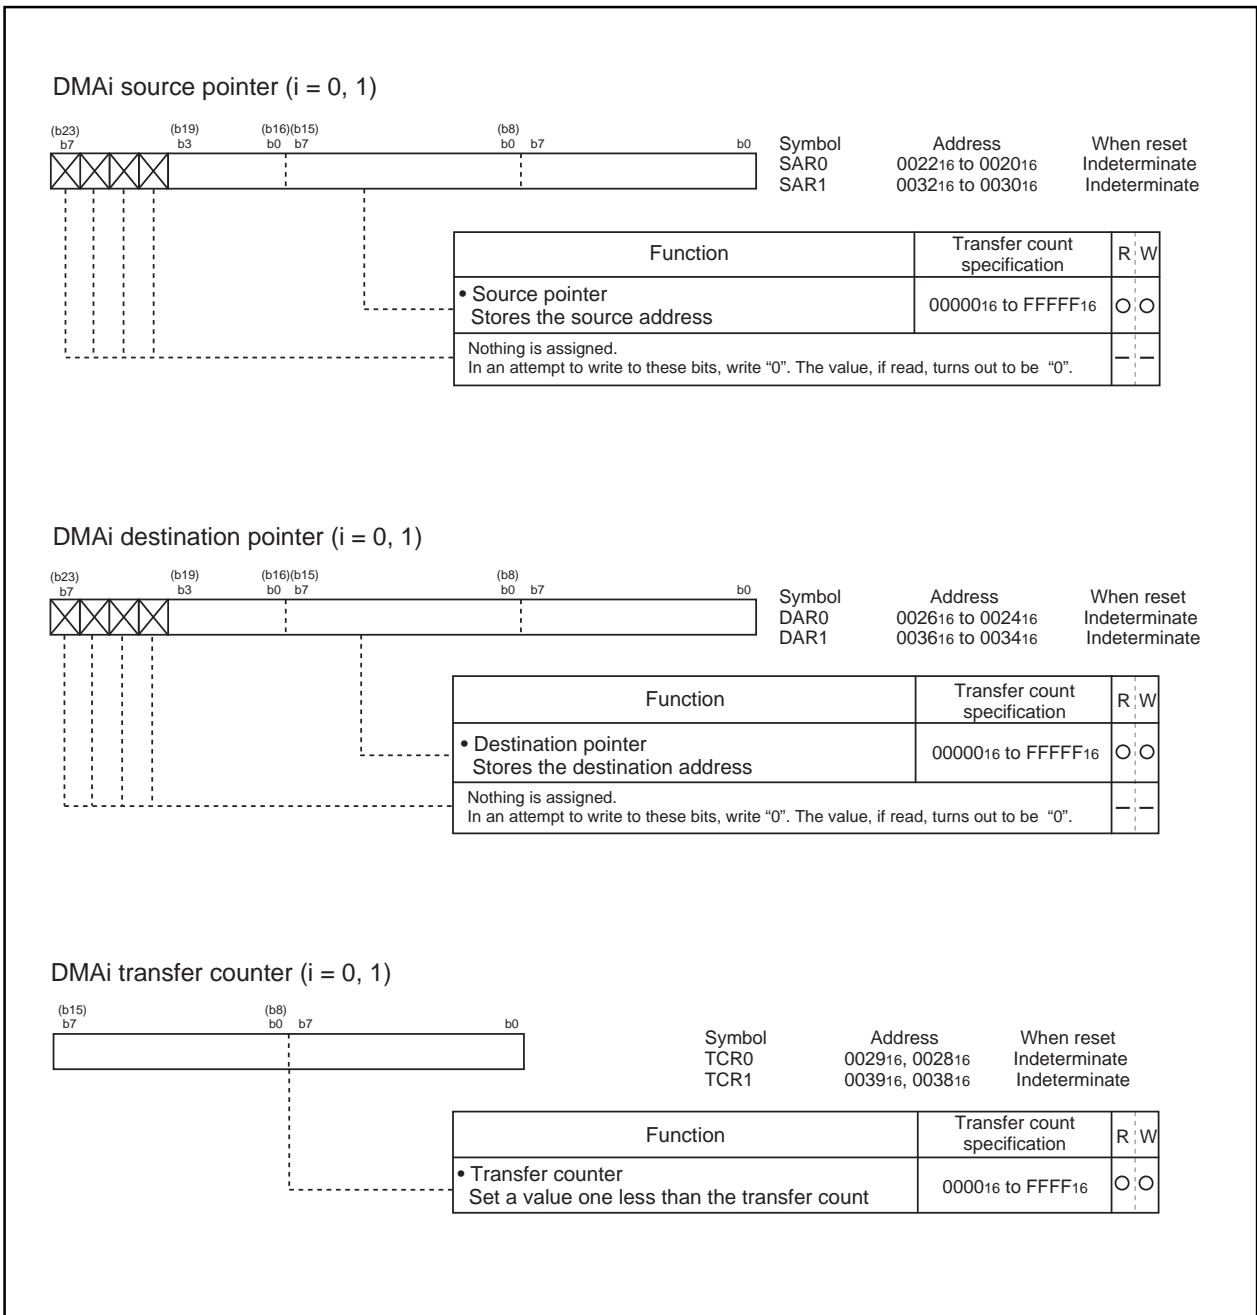 DMAi source pointer (i = 0, 1)
(b23) (b19) (b16)(b15) (b8)
b7 b3 b0 b7 b0 b7 b0
Symbol Address When reset
SAR0 002216 to 002016 Indeterminate
SAR1 003216 to 003016 Indeterminate
Function Transfer count specification R W
• Source pointer
Stores the source address 0000016 to FFFFF16
Nothing is assigned.
In an attempt to write to these bits, write “0”. The value, if read, turns out to be “0”.
DMAi destination pointer (i = 0, 1)
(b23) (b19) (b16)(b15) (b8)
b7 b3 b0 b7 b0 b7 b0
Symbol Address When reset
DAR0 002616 to 002416 Indeterminate
DAR1 003616 to 003416 Indeterminate
Function Transfer count specification R W
• Destination pointer
Stores the destination address 0000016 to FFFFF16
Nothing is assigned.
In an attempt to write to these bits, write “0”. The value, if read, turns out to be “0”.
DMAi transfer counter (i = 0, 1)
(b15) (b8)
b7 b0 b7 b0
Symbol Address When reset
TCR0 002916, 002816 Indeterminate
TCR1 003916, 003816 Indeterminate
Function Transfer count specification R W
• Transfer counter
Set a value one less than the transfer count 000016 to FFFF16